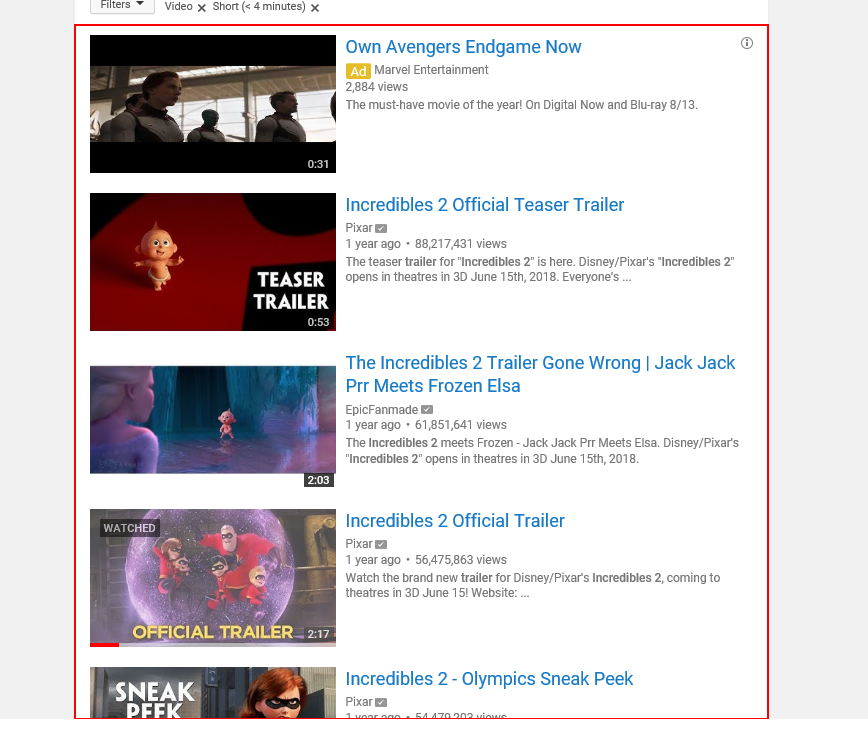 Filters Video Short (< 4 minutes)
Own Avengers Endgame Now
Ad Marvel Entertainment
2,884 views
The must-have movie of the year! On Digital Now and Blu-ray 8/13.
0:31
Incredibles 2 Official Teaser Trailer
Pixar
1 year ago • 88,217,431 views
The teaser trailer for "Incredibles 2" is here. Disney/Pixar's "Incredibles 2"
opens in theatres in 3D June 15th, 2018. Everyone's ...
TEASER
TRAILER
0:53
The Incredibles 2 Trailer Gone Wrong | Jack Jack
Prr Meets Frozen Elsa
EpicFanmade
1 year ago • 61,851,641 views
The Incredibles 2 meets Frozen - Jack Jack Prr Meets Elsa. Disney/Pixar's
"Incredibles 2" opens in theatres in 3D June 15th, 2018.
2:03
WATCHED
Incredibles 2 Official Trailer
Pixar
1 year ago • 56,475,863 views
Watch the brand new trailer for Disney/Pixar's Incredibles 2, coming to
theatres in 3D June 15! Website: ...
OFFICIAL TRAILER
2:17
Incredibles 2 - Olympics Sneak Peek
SNEAK
PEEK
Pixar
1 year ago • 54,479,203 views